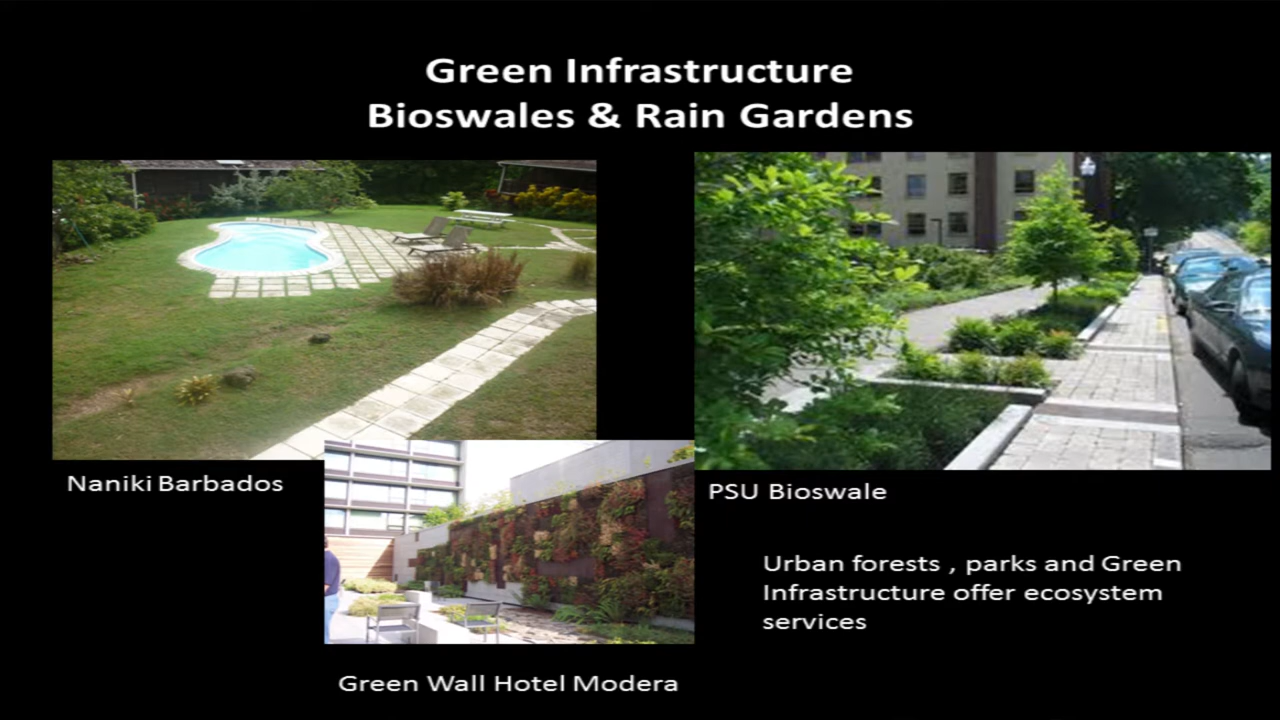 Green Infrastructure
Bioswales & Rain Gardens
Naniki Barbados
PSU Bioswale
Urban forests , parks and Green
Infrastructure offer ecosystem
services
Green Wall Hotel Modera